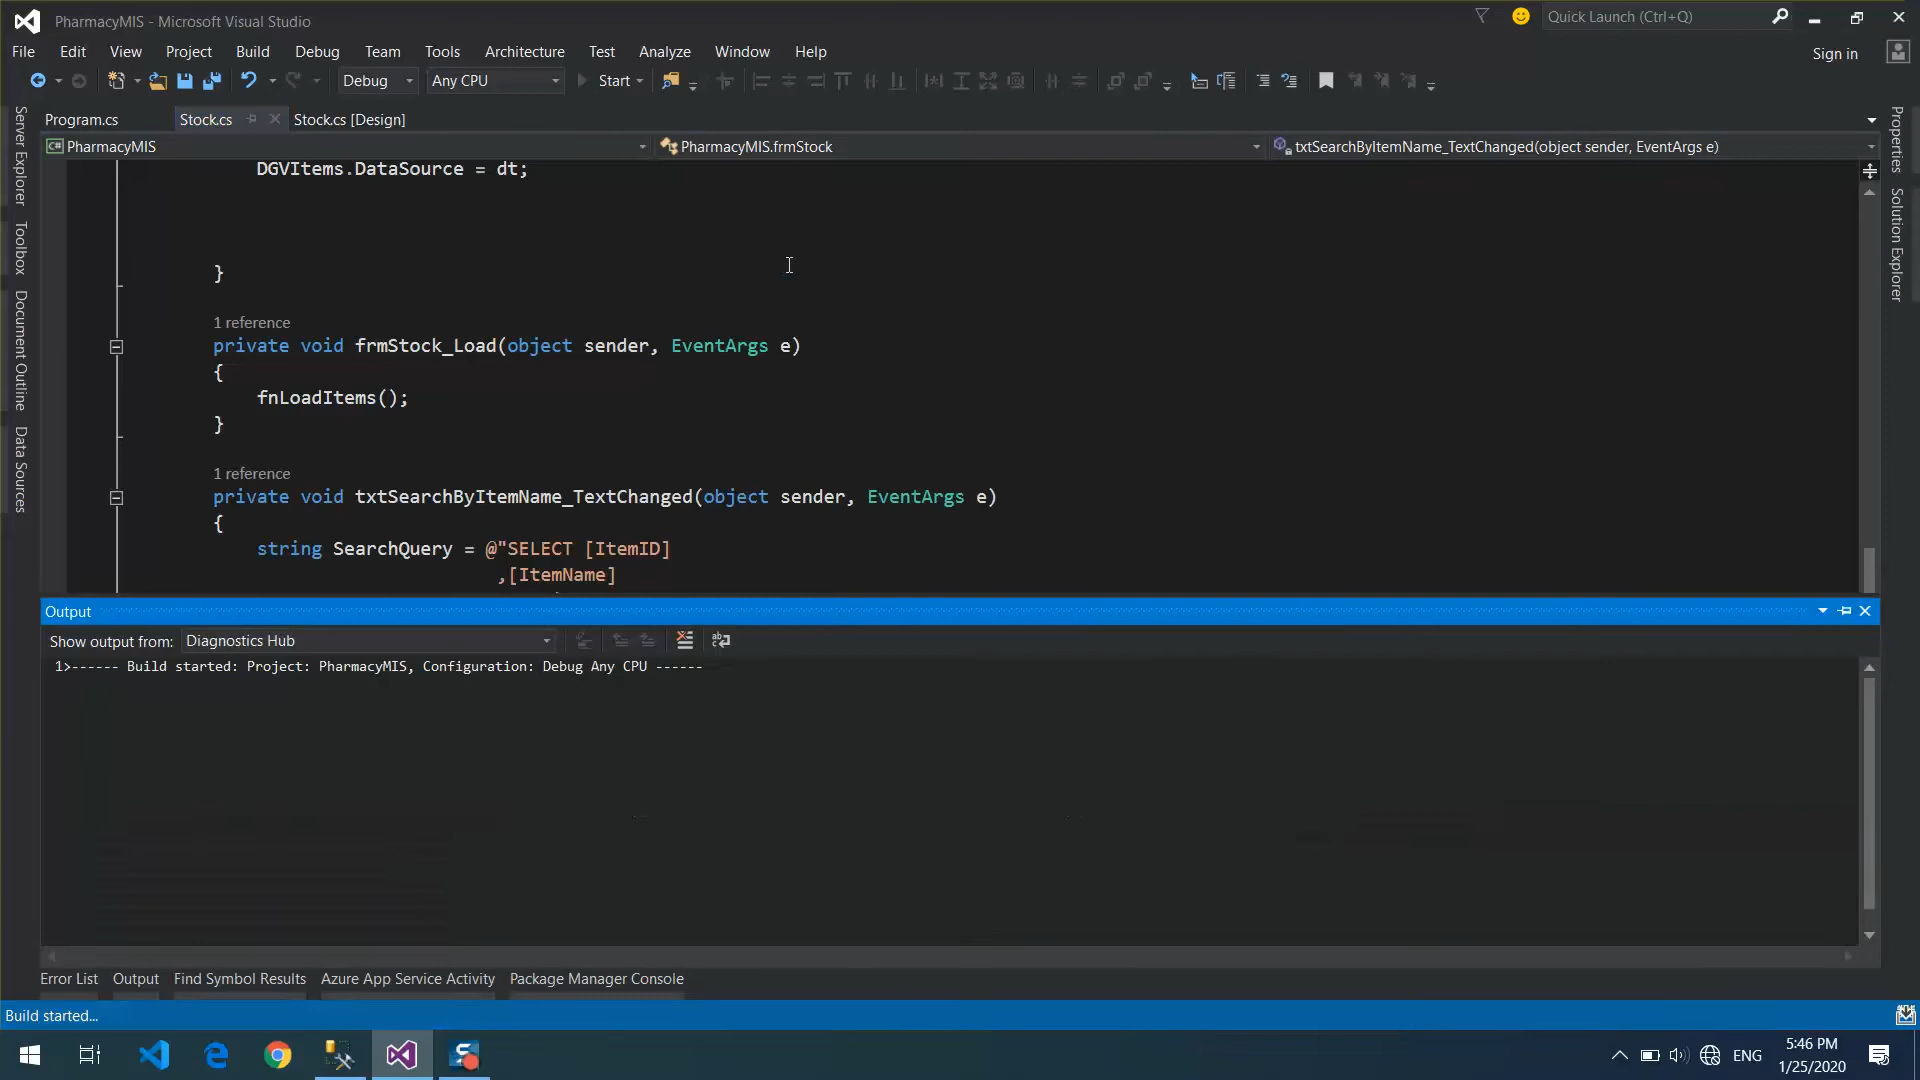 PharmacyMIS - Microsoft Visual Studio
Quick Launch (Ctrl+Q)
File Edit View Project Build Debug Team Tools Architecture Test Analyze Window Help
Sign in
Debug Any CPU Start
Program.cs Stock.cs Stock.cs [Design]
C# PharmacyMIS PharmacyMIS.frmStock txtSearchByItemName_TextChanged(object sender, EventArgs e)
Server Explorer
Toolbox
Document Outline
Data Sources
Properties
Solution Explorer
DGVItems.DataSource = dt;
}
1 reference
private void frmStock_Load(object sender, EventArgs e)
{
fnLoadItems();
}
1 reference
private void txtSearchByItemName_TextChanged(object sender, EventArgs e)
{
string SearchQuery = @"SELECT [ItemID]
,[ItemName]
Output
Show output from: Diagnostics Hub
1>------ Build started: Project: PharmacyMIS, Configuration: Debug Any CPU ------
Error List Output Find Symbol Results Azure App Service Activity Package Manager Console
Build started...
ENG
5:46 PM
1/25/2020